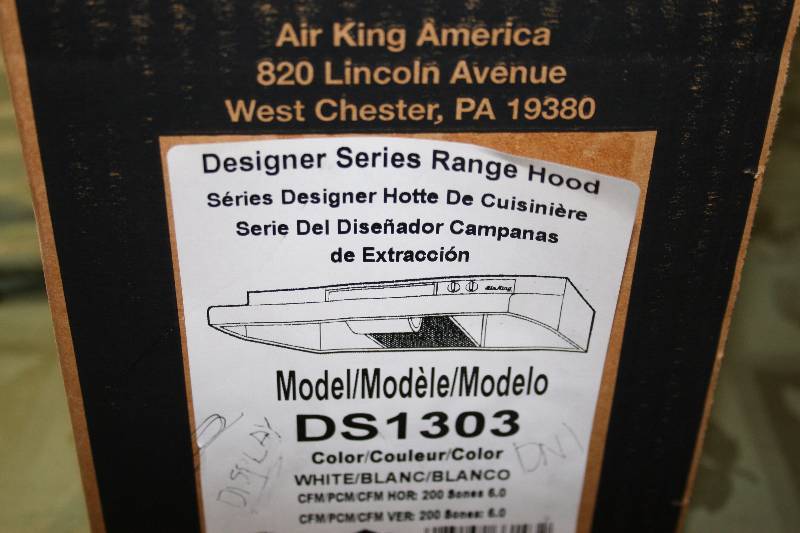 Air King America
820 Lincoln Avenue
West Chester, PA 19380
Designer Series Range Hood
Séries Designer Hotte De Cuisinière
Serie Del Diseñador Campanas
de Extracción
Air King
Model/Modèle/Modelo
DS1303
Color/Couleur/Color
WHITE/BLANC/BLANCO
CFM/PCM/CFM HOR: 200 Sones 6.0
CFM/PCM/CFM VER: 200 Sones: 6.0
DISPLAY